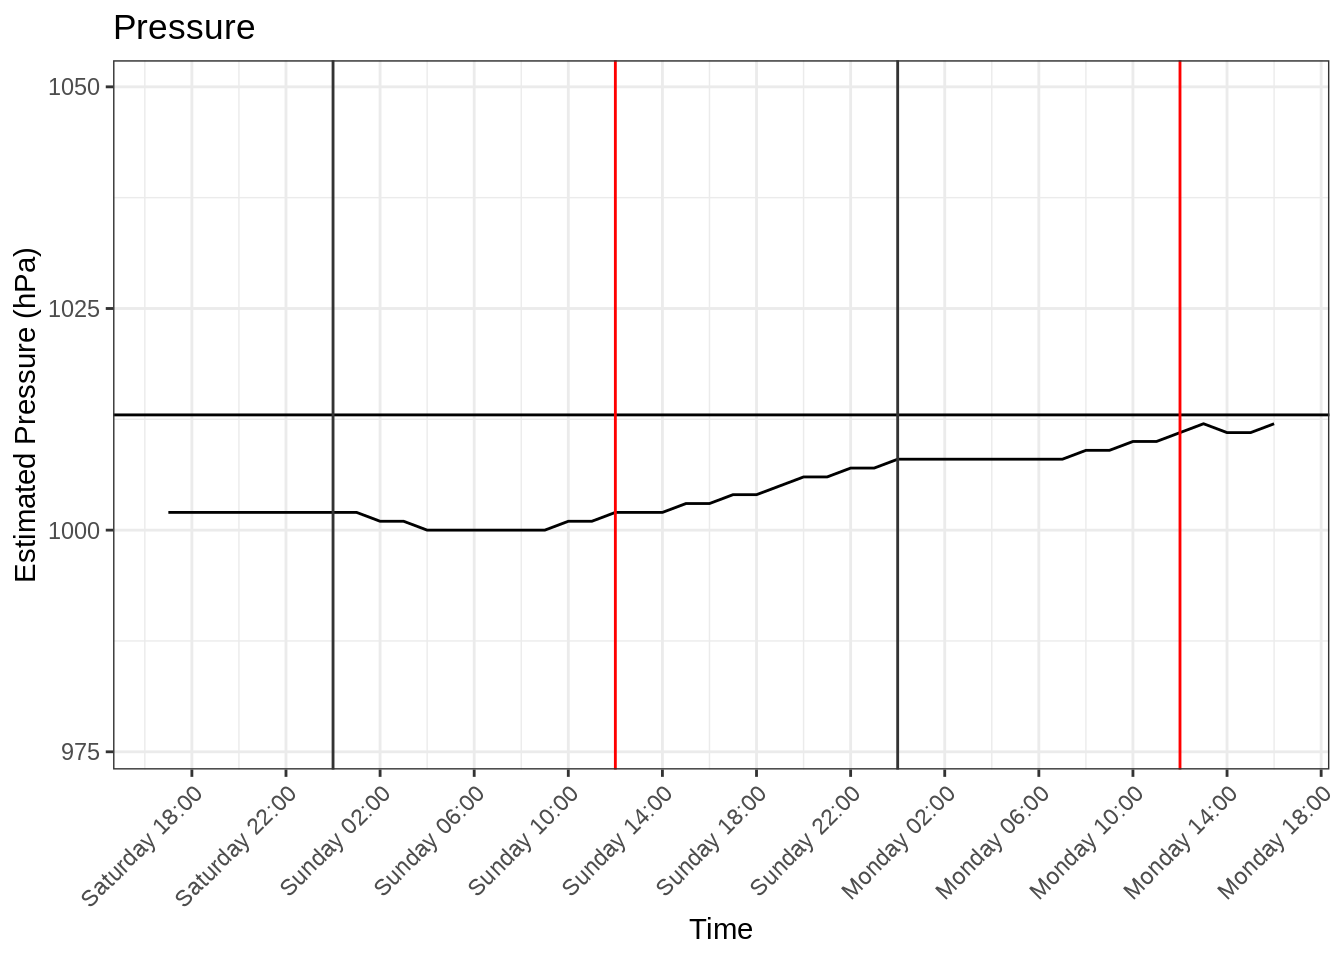 Pressure
Estimated Pressure (hPa)
1050
1025
1000
975
Saturday 18:00
Saturday 22:00
Sunday 02:00
Sunday 06:00
Sunday 10:00
Sunday 14:00
Sunday 18:00
Sunday 22:00
Monday 02:00
Monday 06:00
Monday 10:00
Monday 14:00
Monday 18:00
Time